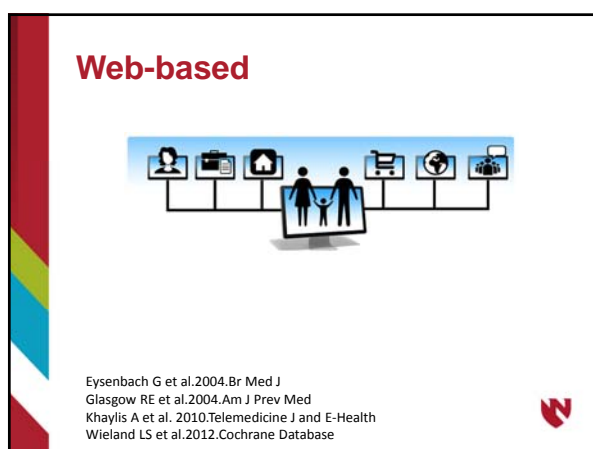 Web-based
Eysenbach G et al.2004.Br Med J
Glasgow RE et al.2004.Am J Prev Med
Khaylis A et al. 2010.Telemedicine J and E-Health
Wieland LS et al.2012.Cochrane Database
N